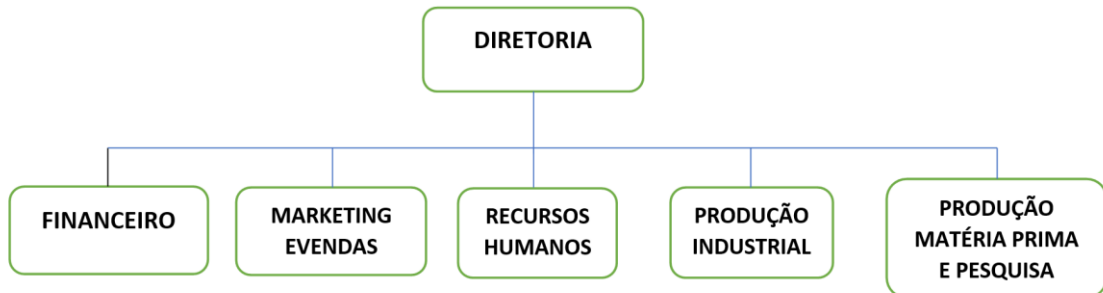 DIRETORIA
FINANCEIRO
MARKETING
EVENDAS
RECURSOS
HUMANOS
PRODUÇÃO
INDUSTRIAL
PRODUÇÃO
MATÉRIA PRIMA
E PESQUISA